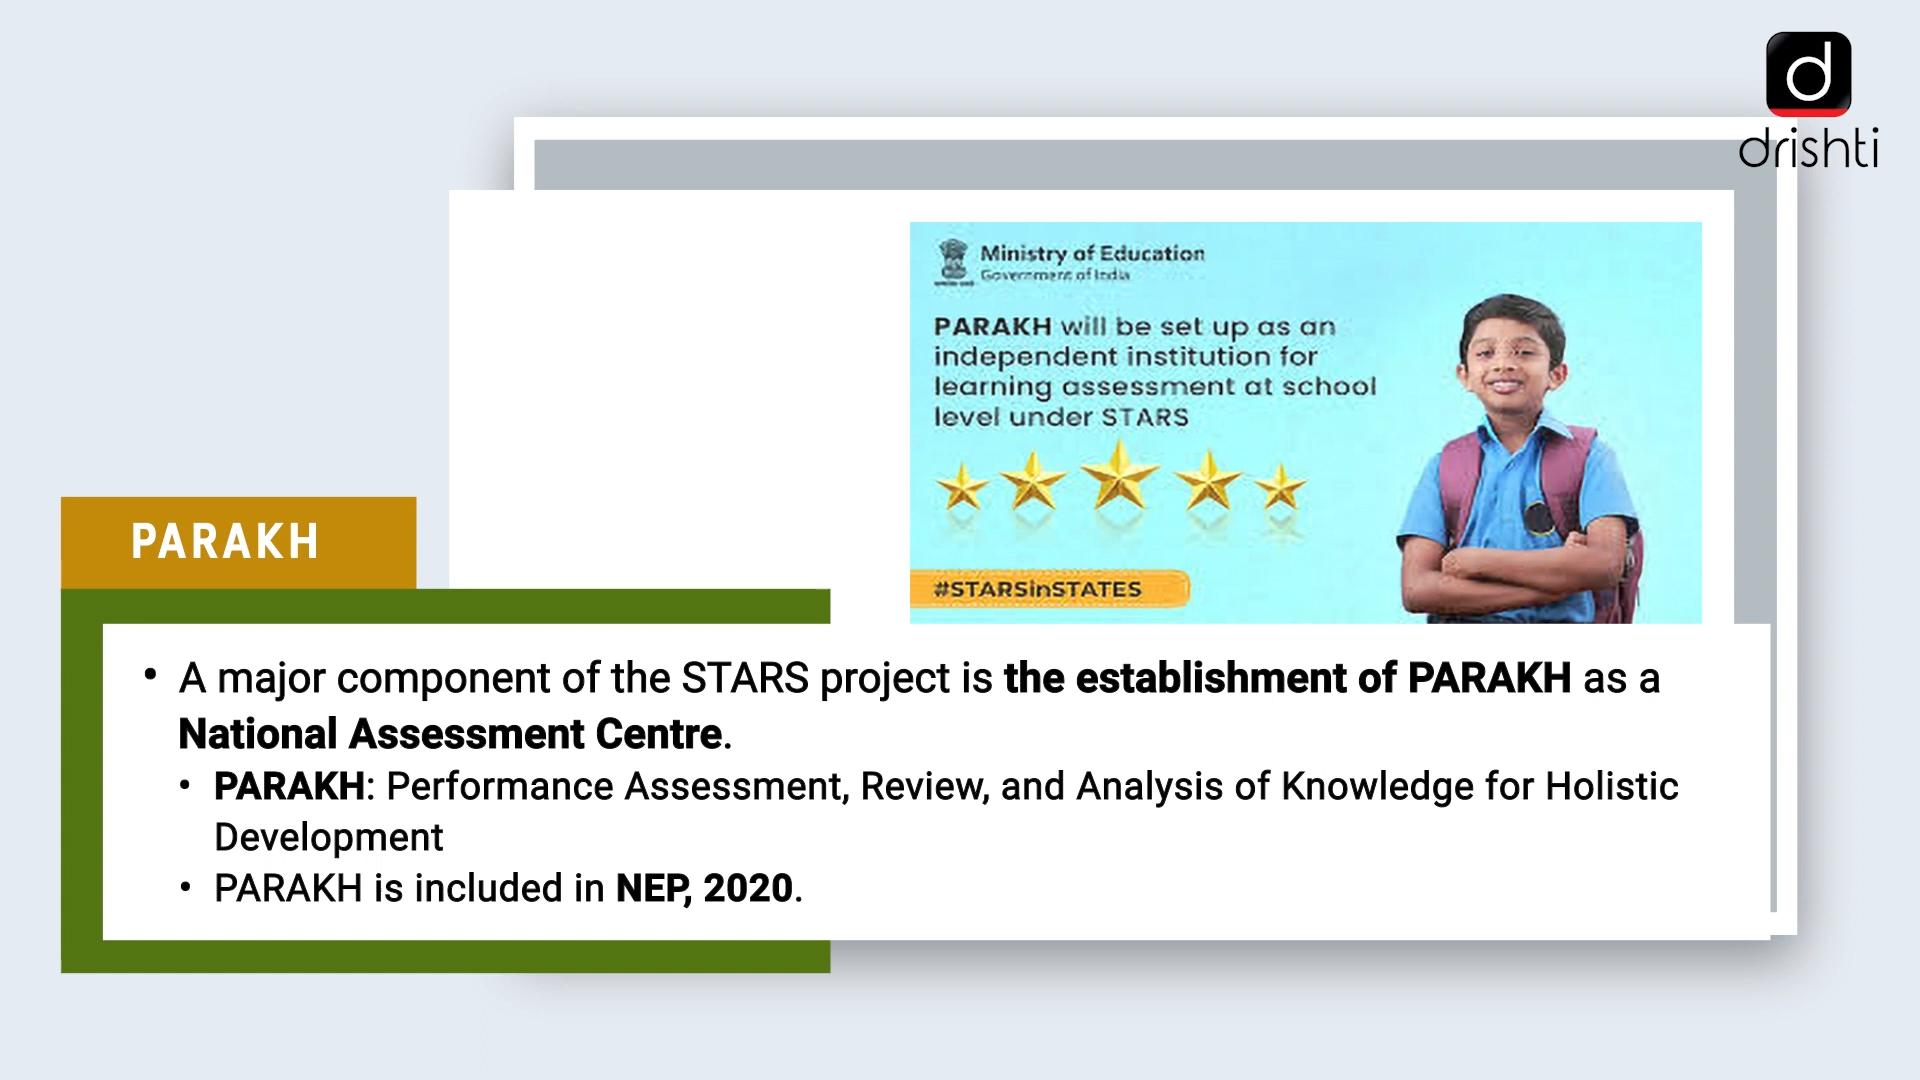 d
drishti
Ministry of Education
Government of India
PARAKH will be set up as an
independent institution for
learning assessment at school
level under STARS
#STARSinSTATES
PARAKH
• A major component of the STARS project is the establishment of PARAKH as a
National Assessment Centre.
• PARAKH: Performance Assessment, Review, and Analysis of Knowledge for Holistic
Development
• PARAKH is included in NEP, 2020.